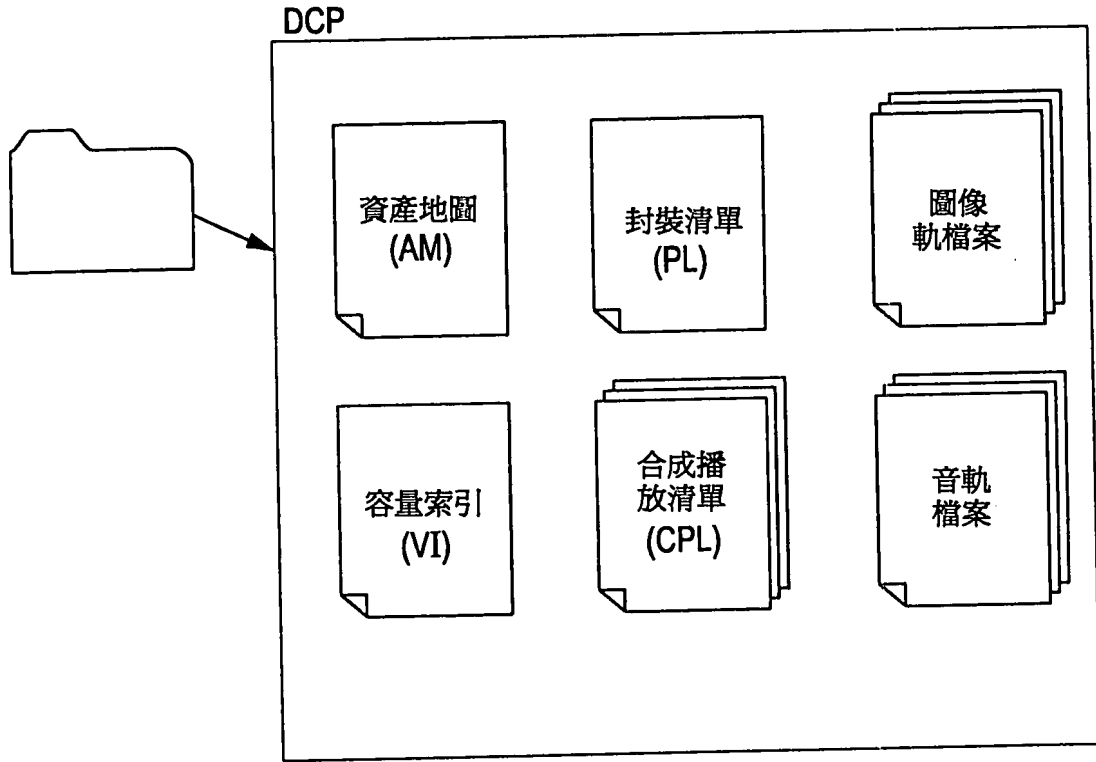 DCP
資產地圖
(AM)
封裝清單
(PL)
圖像
軌檔案
容量索引
(VI)
合成播
放清單
(CPL)
音軌
檔案